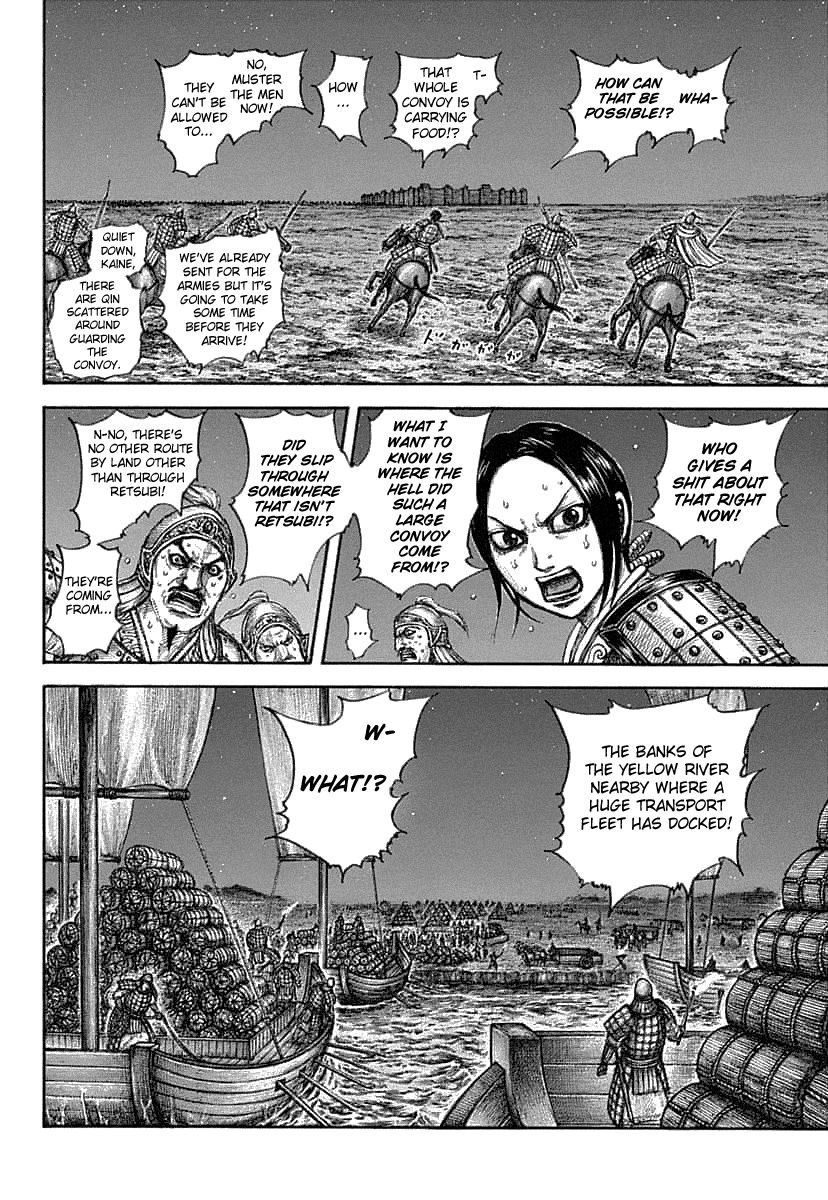 WHA-
HOW CAN
THAT BE
POSSIBLE!?
T-
THAT
WHOLE
CONVOY IS
CARRYING
FOOD!?
HOW
...
NO,
MUSTER
THE MEN
NOW!
THEY
CAN'T BE
ALLOWED
TO...
WE'VE ALREADY
SENT FOR THE
ARMIES BUT IT'S
GOING TO TAKE
SOME TIME
BEFORE THEY
ARRIVE!
QUIET
DOWN,
KAINE,
THERE
ARE QIN
SCATTERED
AROUND
GUARDING
THE
CONVOY.
ドガガガッ
WHO
GIVES A
SHIT ABOUT
THAT RIGHT
NOW!
WHAT I
WANT TO
KNOW IS
WHERE THE
HELL DID
SUCH A
LARGE
CONVOY
COME
FROM!?
...
DID
THEY SLIP
THROUGH
SOMEWHERE
THAT ISN'T
RETSUBI!?
N-NO, THERE'S
NO OTHER ROUTE
BY LAND OTHER
THAN THROUGH
RETSUBI!
THEY'RE
COMING
FROM...
THE BANKS OF
THE YELLOW RIVER
NEARBY WHERE A
HUGE TRANSPORT
FLEET HAS DOCKED!
W-
WHAT!?